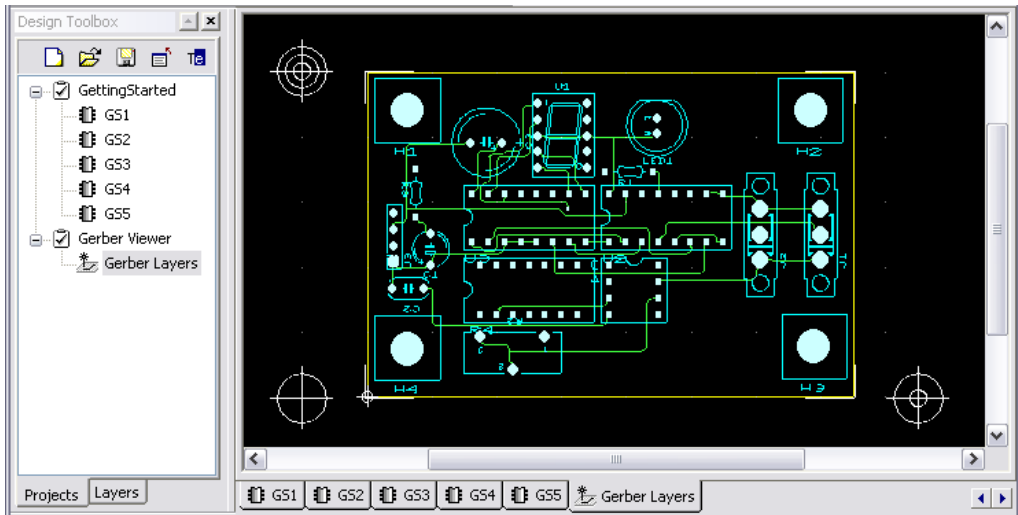 Design Toolbox
TE
GettingStarted
GS1
GS2
GS3
GS4
GS5
Gerber Viewer
Gerber Layers
Projects
Layers
U1
H1
H2
LED1
H4
H3
GS1
GS2
GS3
GS4
GS5
Gerber Layers